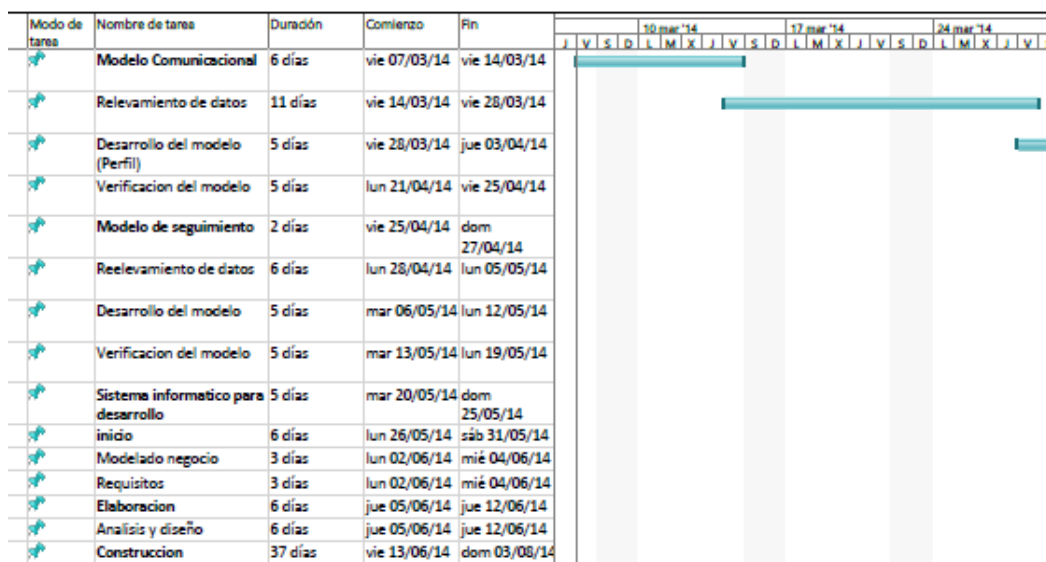 Modo de tarea Nombre de tarea Duración Comienzo Fin
10 mar '14 17 mar '14 24 mar '14
J V S D L M X J V S D L M X J V S D L M X J V
Modelo Comunicacional 6 días vie 07/03/14 vie 14/03/14
Relevamiento de datos 11 días vie 14/03/14 vie 28/03/14
Desarrollo del modelo (Perfil) 5 días vie 28/03/14 jue 03/04/14
Verificacion del modelo 5 días lun 21/04/14 vie 25/04/14
Modelo de seguimiento 2 días vie 25/04/14 dom 27/04/14
Reelevamiento de datos 6 días lun 28/04/14 lun 05/05/14
Desarrollo del modelo 5 días mar 06/05/14 lun 12/05/14
Verificacion del modelo 5 días mar 13/05/14 lun 19/05/14
Sistema informatico para desarrollo 5 días mar 20/05/14 dom 25/05/14
inicio 6 días lun 26/05/14 sáb 31/05/14
Modelado negocio 3 días lun 02/06/14 mié 04/06/14
Requisitos 3 días lun 02/06/14 mié 04/06/14
Elaboracion 6 días jue 05/06/14 jue 12/06/14
Analisis y diseño 6 días jue 05/06/14 jue 12/06/14
Construccion 37 días vie 13/06/14 dom 03/08/14